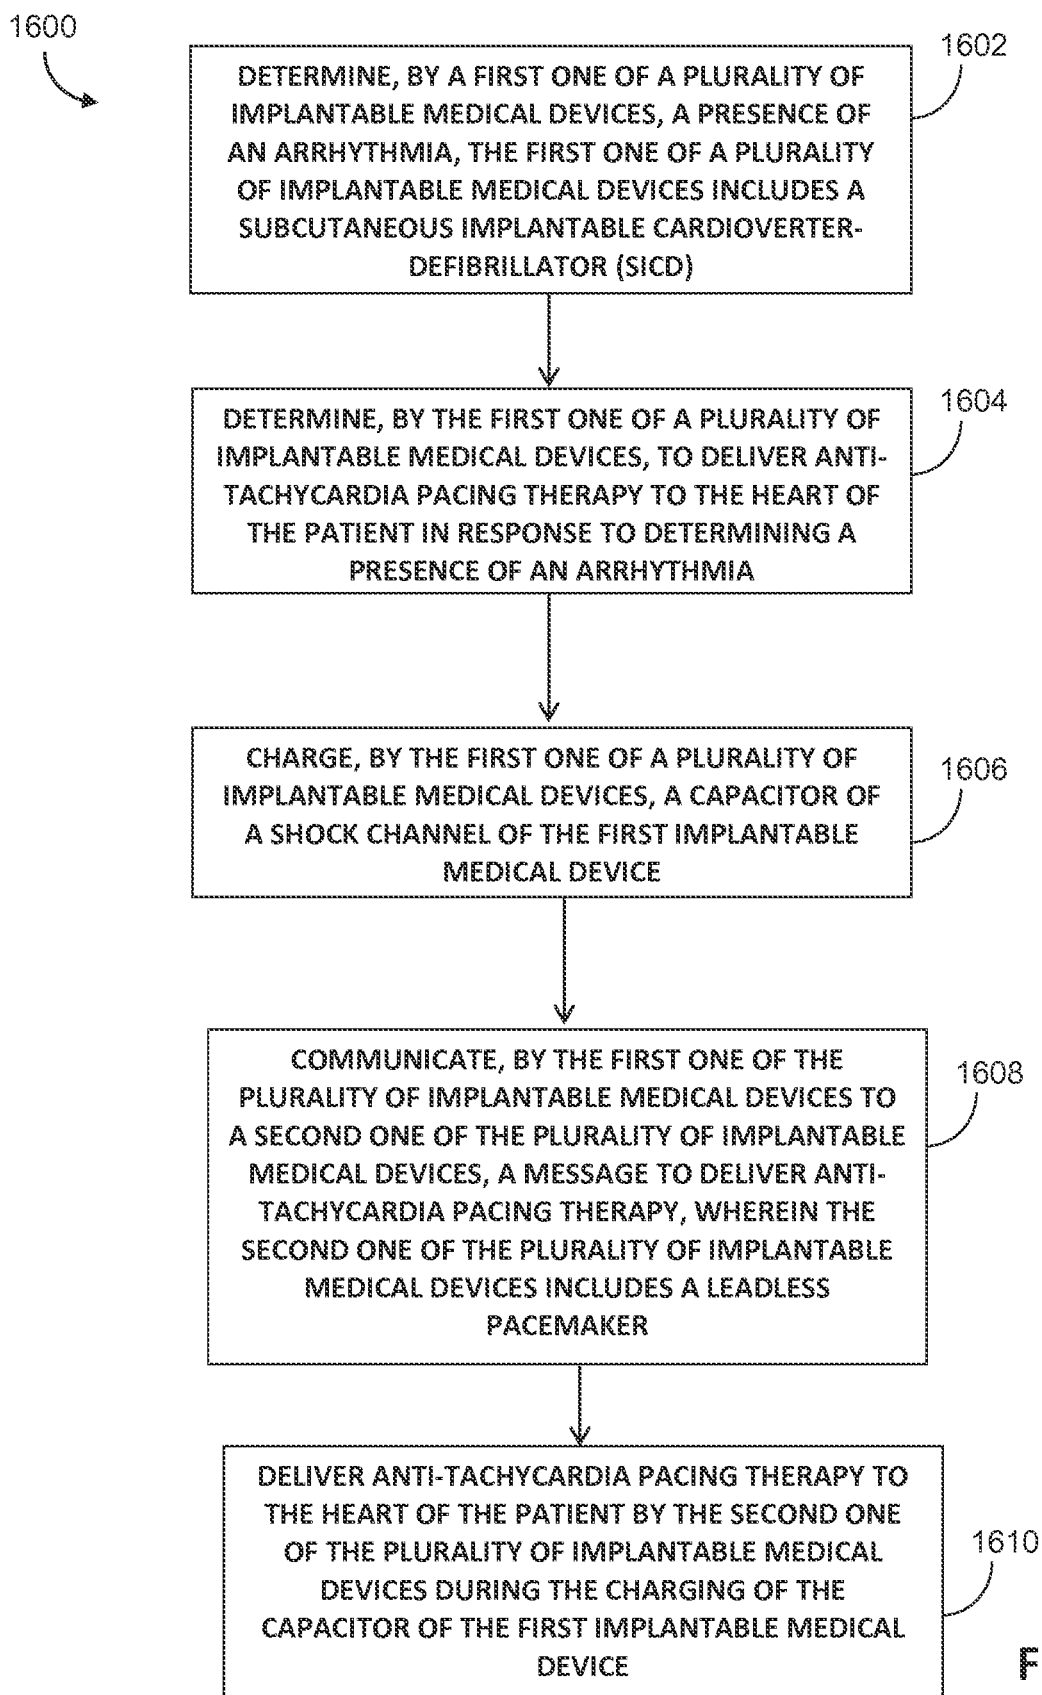 1600
1602
DETERMINE, BY A FIRST ONE OF A PLURALITY OF
IMPLANTABLE MEDICAL DEVICES, A PRESENCE OF
AN ARRHYTHMIA, THE FIRST ONE OF A PLURALITY
OF IMPLANTABLE MEDICAL DEVICES INCLUDES A
SUBCUTANEOUS IMPLANTABLE CARDIOVERTER-
DEFIBRILLATOR (SICD)
1604
DETERMINE, BY THE FIRST ONE OF A PLURALITY OF
IMPLANTABLE MEDICAL DEVICES, TO DELIVER ANTI-
TACHYCARDIA PACING THERAPY TO THE HEART OF
THE PATIENT IN RESPONSE TO DETERMINING A
PRESENCE OF AN ARRHYTHMIA
1606
CHARGE, BY THE FIRST ONE OF A PLURALITY OF
IMPLANTABLE MEDICAL DEVICES, A CAPACITOR OF
A SHOCK CHANNEL OF THE FIRST IMPLANTABLE
MEDICAL DEVICE
1608
COMMUNICATE, BY THE FIRST ONE OF THE
PLURALITY OF IMPLANTABLE MEDICAL DEVICES TO
A SECOND ONE OF THE PLURALITY OF IMPLANTABLE
MEDICAL DEVICES, A MESSAGE TO DELIVER ANTI-
TACHYCARDIA PACING THERAPY, WHEREIN THE
SECOND ONE OF THE PLURALITY OF IMPLANTABLE
MEDICAL DEVICES INCLUDES A LEADLESS
PACEMAKER
1610
DELIVER ANTI-TACHYCARDIA PACING THERAPY TO
THE HEART OF THE PATIENT BY THE SECOND ONE
OF THE PLURALITY OF IMPLANTABLE MEDICAL
DEVICES DURING THE CHARGING OF THE
CAPACITOR OF THE FIRST IMPLANTABLE MEDICAL
DEVICE
F